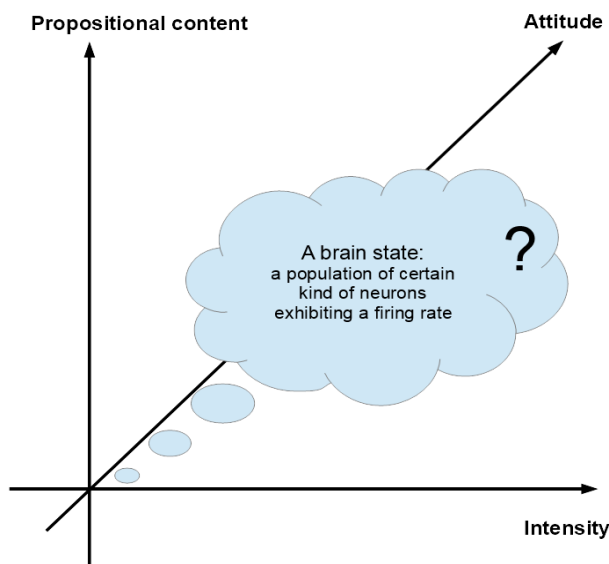 Propositional content
Attitude
A brain state:
a population of certain
kind of neurons
exhibiting a firing rate
?
Intensity